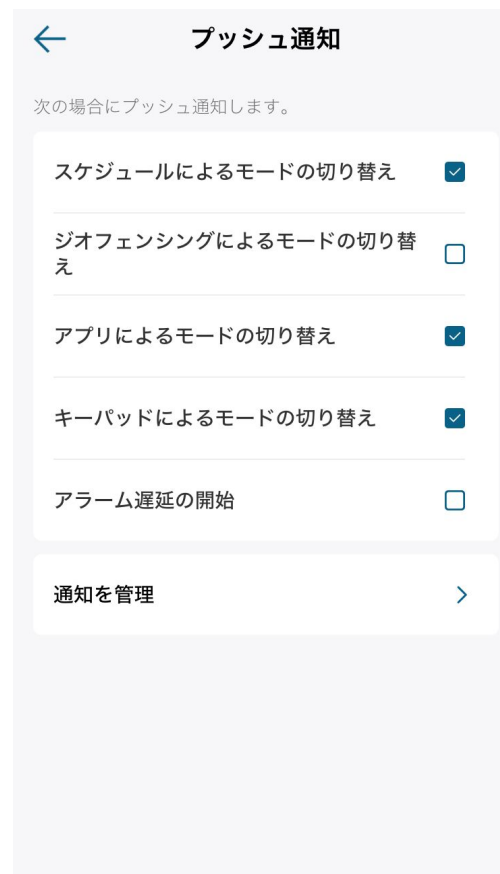 プッシュ通知
次の場合にプッシュ通知します。
スケジュールによるモードの切り替え
ジオフェンシングによるモードの切り替
え
アプリによるモードの切り替え
キーパッドによるモードの切り替え
アラーム遅延の開始
通知を管理